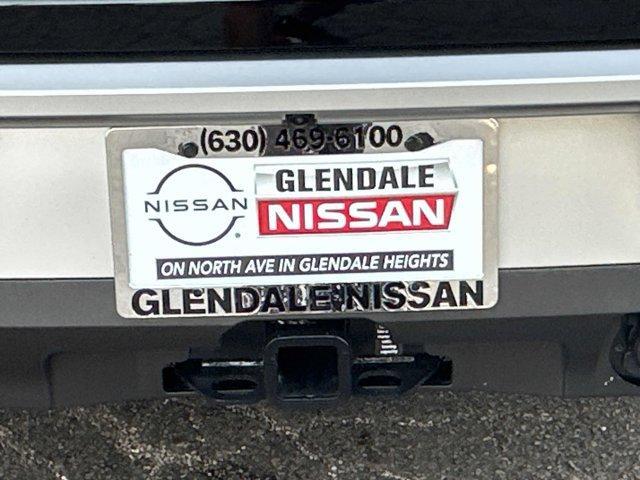 (630) 469-6100
NISSAN
GLENDALE
NISSAN
ON NORTH AVE IN GLENDALE HEIGHTS
GLENDALE NISSAN